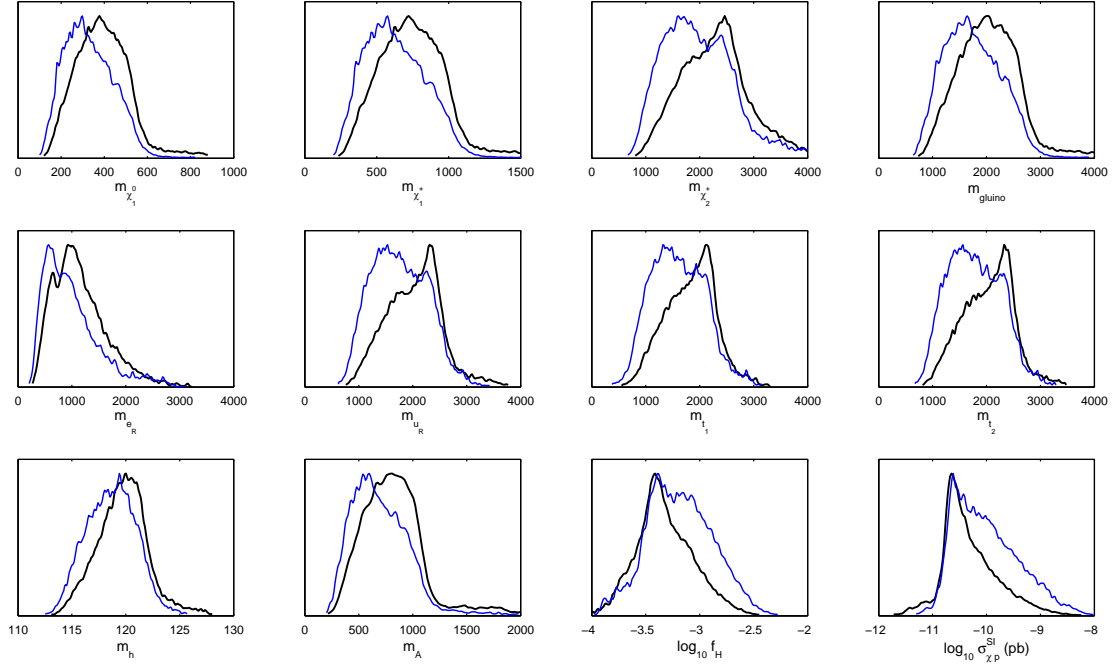 0 200 400 600 800 1000
m_{χ_1^0}
0 500 1000 1500
m_{χ_1^+}
0 1000 2000 3000 4000
m_{χ_2^+}
0 1000 2000 3000 4000
m_{gluino}
0 1000 2000 3000 4000
m_{e_R}
0 1000 2000 3000 4000
m_{u_R}
0 1000 2000 3000 4000
m_{t_1}
0 1000 2000 3000 4000
m_{t_2}
110 115 120 125 130
m_h
0 500 1000 1500 2000
m_A
−4 −3.5 −3 −2.5 −2
log_{10} f_H
−12 −11 −10 −9 −8
log_{10} σ_{χ p}^{SI} (pb)